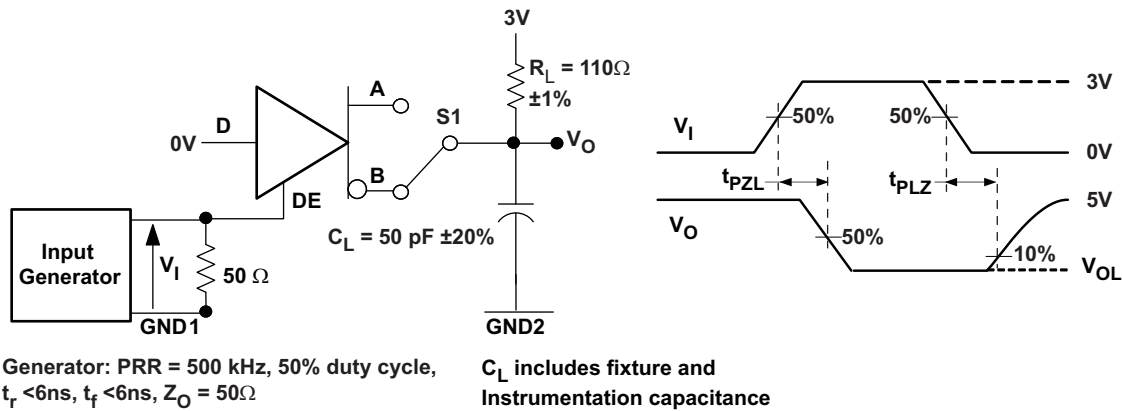 3V
R_L = 110Ω
±1%
A
S1
D
0V
V_O
B
DE
C_L = 50 pF ±20%
Input
Generator
V_I
50 Ω
GND1
GND2
Generator: PRR = 500 kHz, 50% duty cycle,
t_r <6ns, t_f <6ns, Z_O = 50Ω
C_L includes fixture and
Instrumentation capacitance
3V
V_I
50%
50%
0V
t_PZL
t_PLZ
5V
V_O
50%
10%
V_OL